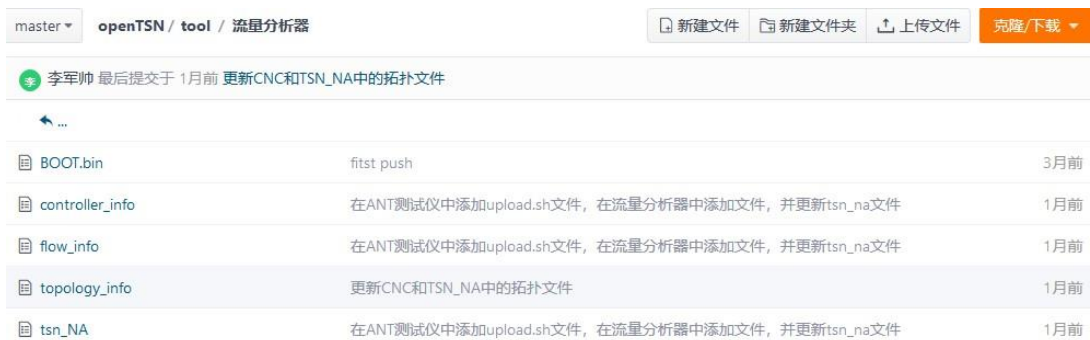 master openTSN / tool / 流量分析器 新建文件 新建文件夹 上传文件 克隆/下载
李 李军帅 最后提交于 1月前 更新CNC和TSN_NA中的拓扑文件
...
BOOT.bin fitst push 3月前
controller_info 在ANT测试仪中添加upload.sh文件，在流量分析器中添加文件，并更新tsn_na文件 1月前
flow_info 在ANT测试仪中添加upload.sh文件，在流量分析器中添加文件，并更新tsn_na文件 1月前
topology_info 更新CNC和TSN_NA中的拓扑文件 1月前
tsn_NA 在ANT测试仪中添加upload.sh文件，在流量分析器中添加文件，并更新tsn_na文件 1月前